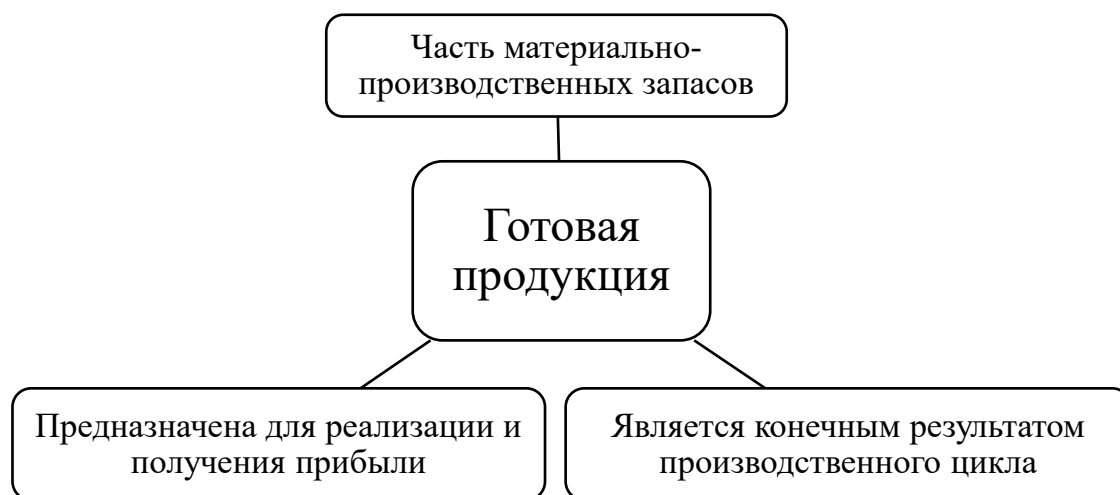 Часть материально-
производственных запасов
Готовая
продукция
Предназначена для реализации и
получения прибыли
Является конечным результатом
производственного цикла